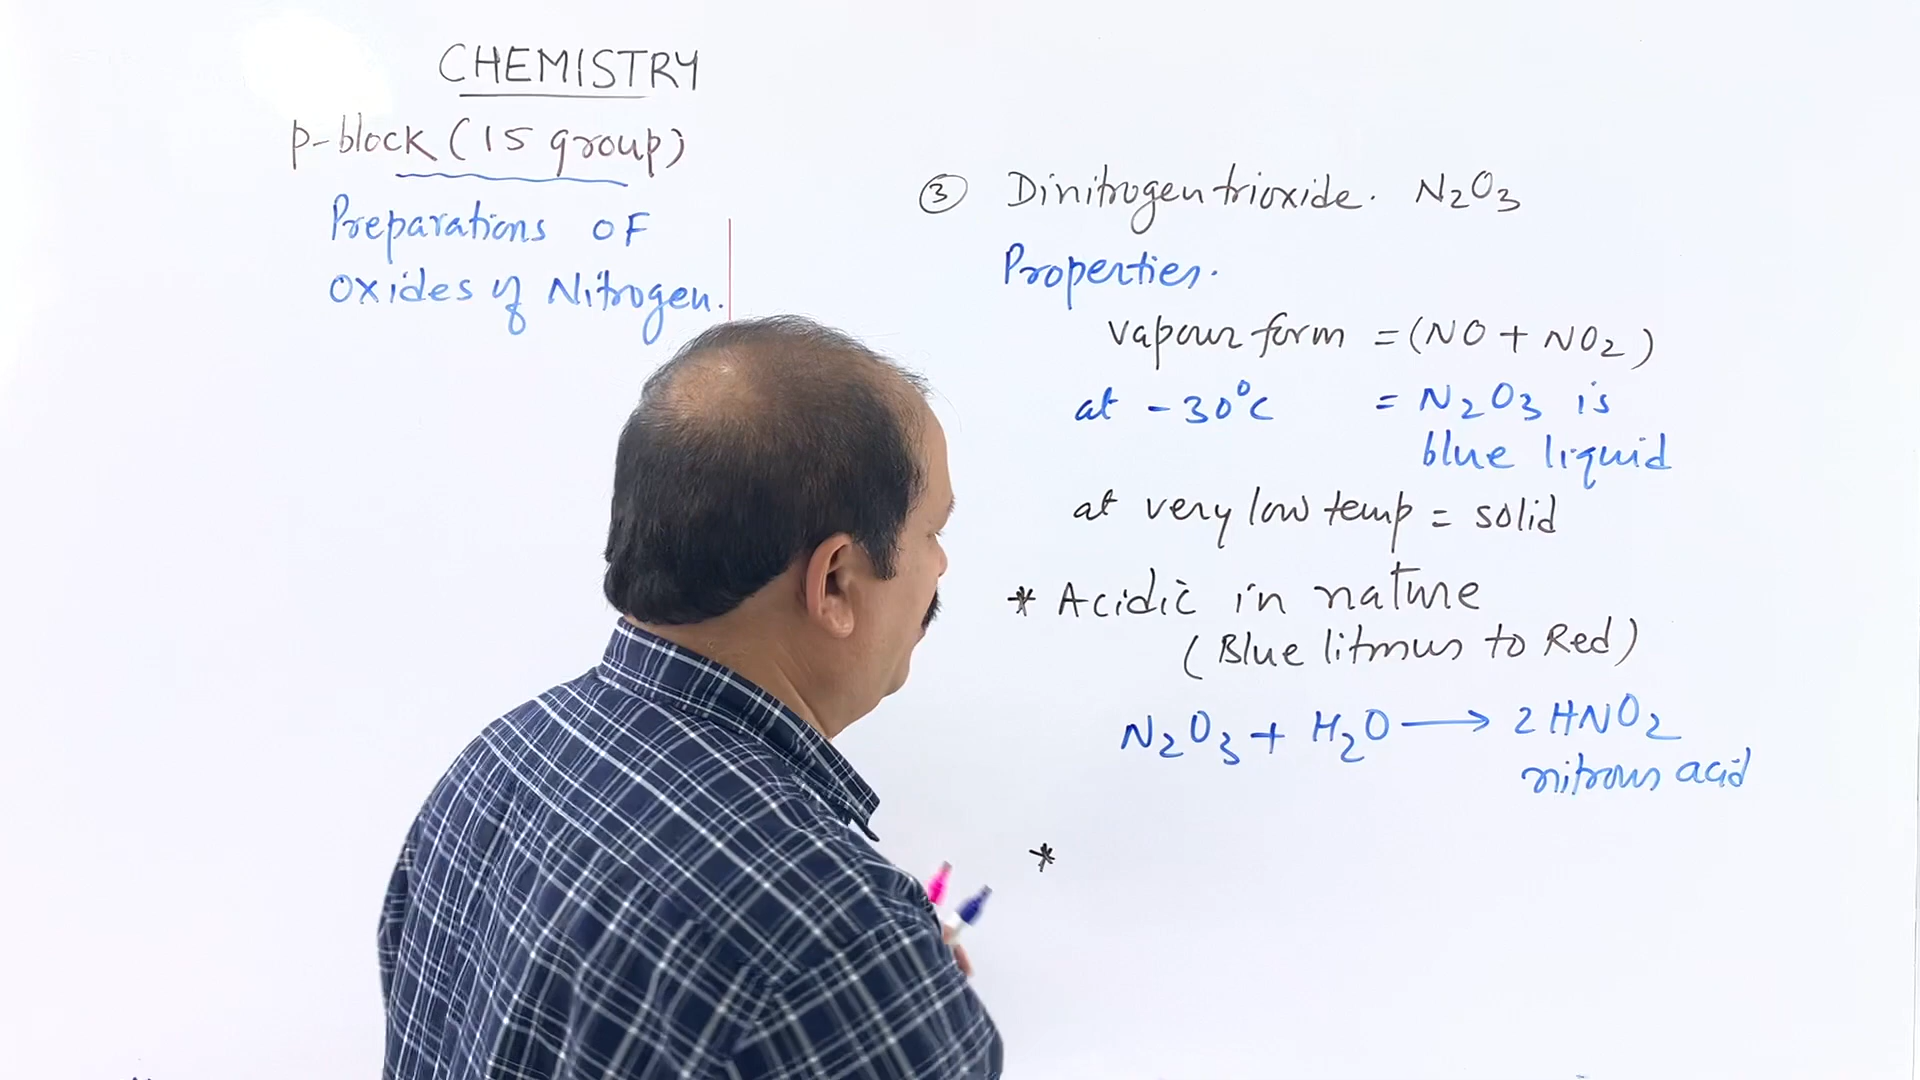 CHEMISTRY
p-block (15 group)
Preparations OF
Oxides of Nitrogen.
③ Dinitrogen trioxide. N₂O₃
Properties.
Vapour form = (NO + NO₂)
at -30°C = N₂O₃ is
blue liquid
at very low temp = solid
* Acidic in nature
(Blue litmus to Red)
N₂O₃ + H₂O ⟶ 2 HNO₂
nitrous acid
*